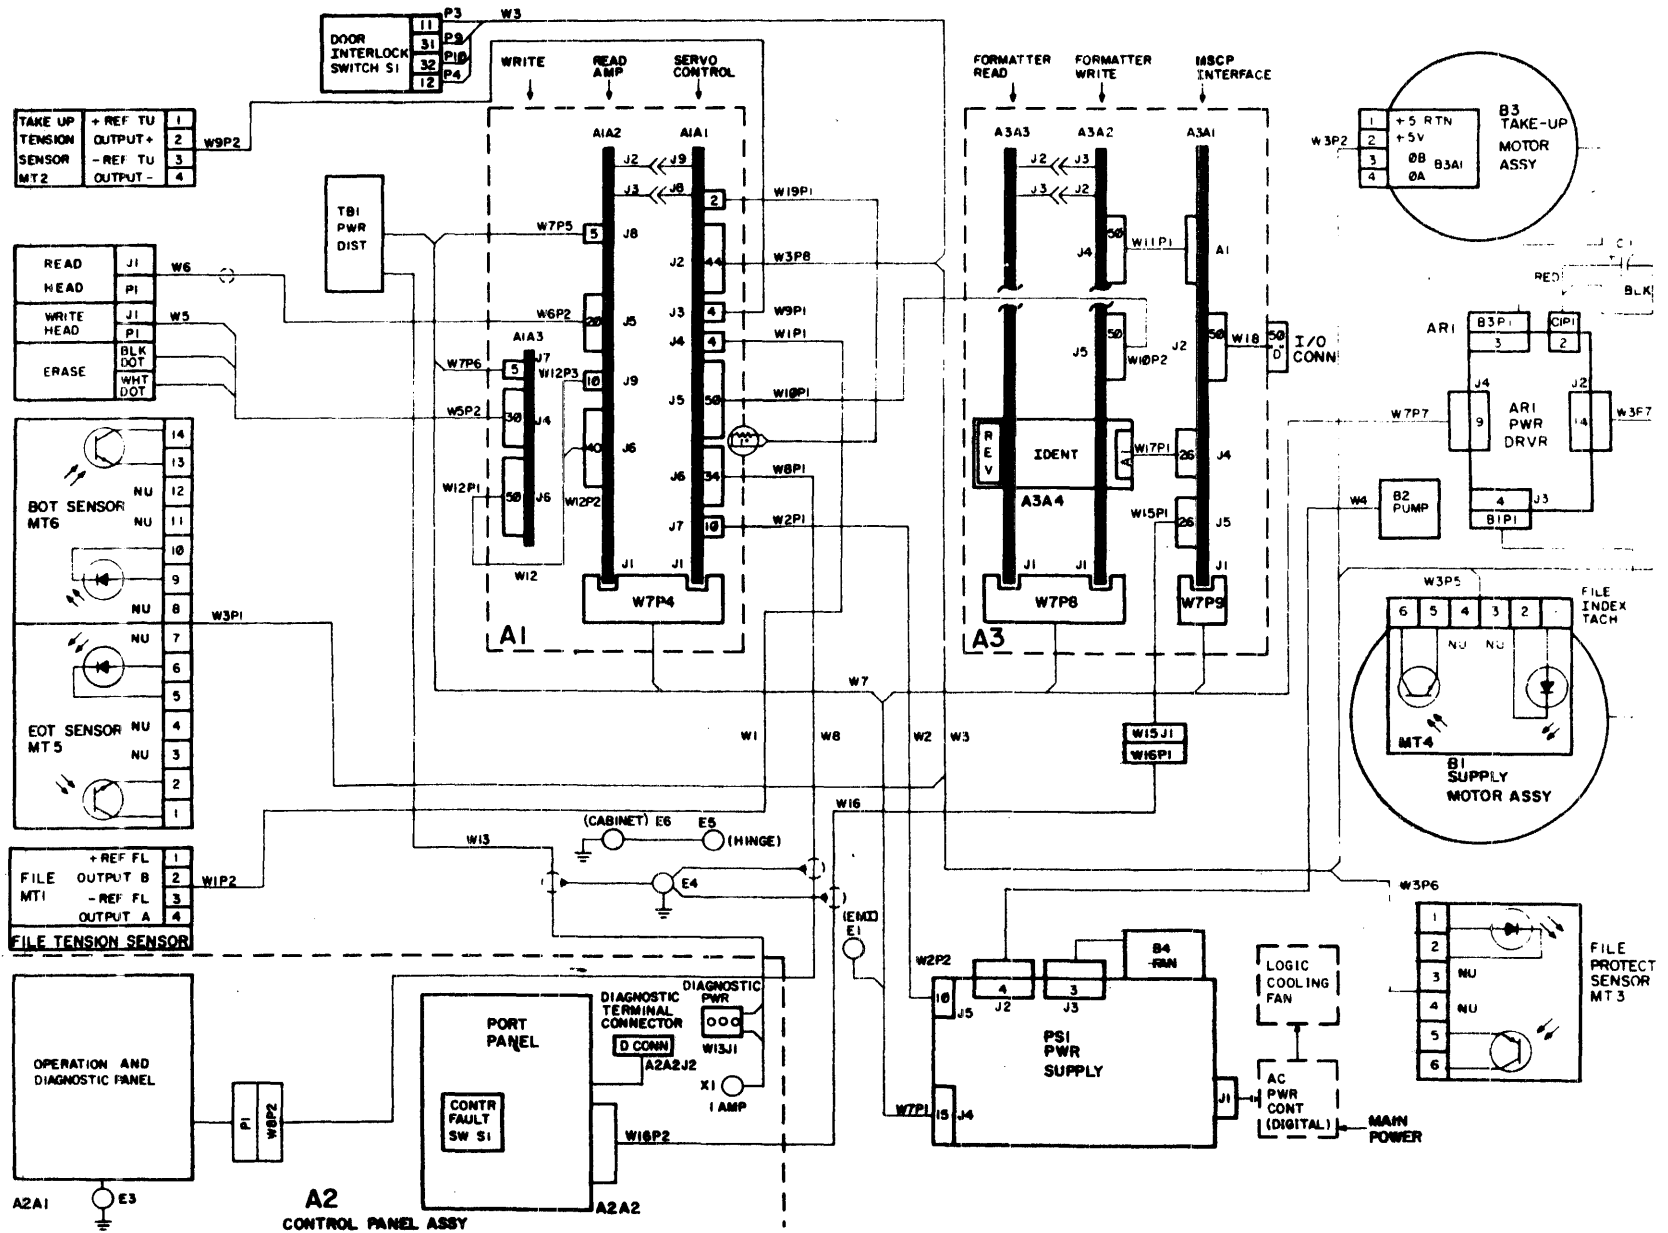 DOOR
INTERLOCK
SWITCH S1
11
31
32
12
P3
P9
P10
P4
W3
WRITE
READ
AMP
SERVO
CONTROL
FORMATTER
READ
FORMATTER
WRITE
MSCP
INTERFACE
TAKE UP
TENSION
SENSOR
MT2
+ REF TU 1
OUTPUT+ 2
- REF TU 3
OUTPUT- 4
W9P2
TB1
PWR
DIST
READ
HEAD
J1
P1
WRITE
HEAD
J1
P1
ERASE
BLK
DOT
WHT
DOT
W6
W5
A1A2
A1A1
J2
J9
J3
J8
W7P5
5
J8
W6P2
20
J5
A1A3
W7P6
5
J7
W12P3
10
J9
W5P2
30
J4
40
J6
W12P1
50
J6
W12P2
W12
2
W19P1
J2
44
W3P8
J3
4
W9P1
J4
4
W1P1
J5
50
W10P1
J6
34
W8P1
J7
10
W2P1
J1
J1
W7P4
A1
A3A3
A3A2
A3A1
J2
J3
J3
J2
50
J4
W11P1
A1
50
J5
W10P2
J2
50
W18
50
"D"
I/O
CONN
REV
IDENT
A1
W17P1
26
J4
A3A4
W15P1
26
J5
J1
J1
J1
W7P8
W7P9
A3
B3
TAKE-UP
MOTOR
ASSY
W3P2
1 +5 RTN
2 +5V
3 ØB
4 ØA
B3A1
C1
+
RED
BLK
AR1
B3P1
3
C1P1
2
J4
J2
9
14
AR1
PWR
DRVR
W7P7
W3F7
4
J3
B1P1
W4
B2
PUMP
BOT SENSOR
MT6
14
13
NU 12
NU 11
10
9
NU 8
NU 7
6
5
NU 4
NU 3
2
1
EOT SENSOR
MT5
W3P1
W3P5
FILE
INDEX
TACH
6 5 4 3 2
NU NU
MT4
B1
SUPPLY
MOTOR ASSY
W7
W1
W8
W2
W3
W15J1
W16P1
W16
W13
(CABINET) E6
E5
(HINGE)
E4
(EMI)
E1
FILE
MT1
+ REF FL 1
OUTPUT B 2
- REF FL 3
OUTPUT A 4
FILE TENSION SENSOR
W1P2
W3P6
1
2
3 NU
4 NU
5
6
FILE
PROTECT
SENSOR
MT3
W2P2
10
J5
4
J2
3
J3
B4
FAN
PS1
PWR
SUPPLY
W7P1
15
J4
J1
LOGIC
COOLING
FAN
AC
PWR
CONT
(DIGITAL)
MAIN
POWER
OPERATION AND
DIAGNOSTIC PANEL
A2A1
E3
P1
W8P2
A2
CONTROL PANEL ASSY
PORT
PANEL
CONTR
FAULT
SW S1
A2A2
DIAGNOSTIC
TERMINAL
CONNECTOR
D CONN
A2A2J2
DIAGNOSTIC
PWR
W13J1
X1
1 AMP
W16P2